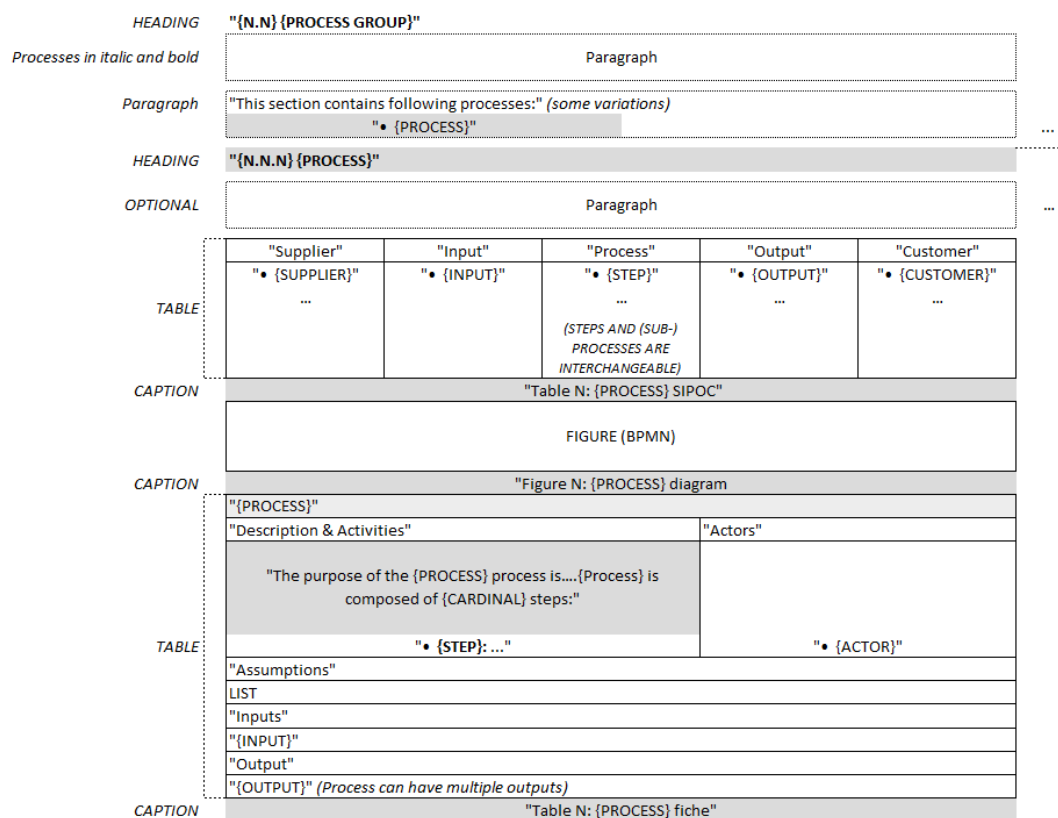 HEADING "{N.N} {PROCESS GROUP}"
Processes in italic and bold Paragraph
Paragraph "This section contains following processes:" (some variations)
"• {PROCESS}" ...
HEADING "{N.N.N} {PROCESS}"
OPTIONAL Paragraph ...
"Supplier" "Input" "Process" "Output" "Customer"
"• {SUPPLIER}" "• {INPUT}" "• {STEP}" "• {OUTPUT}" "• {CUSTOMER}"
... ... ... ... ...
TABLE
(STEPS AND (SUB-)
PROCESSES ARE
INTERCHANGEABLE)
CAPTION "Table N: {PROCESS} SIPOC"
FIGURE (BPMN)
CAPTION "Figure N: {PROCESS} diagram
"{PROCESS}"
"Description & Activities" "Actors"
"The purpose of the {PROCESS} process is....{Process} is
composed of {CARDINAL} steps:"
TABLE "• {STEP}: ..." "• {ACTOR}"
"Assumptions"
LIST
"Inputs"
"{INPUT}"
"Output"
"{OUTPUT}" (Process can have multiple outputs)
CAPTION "Table N: {PROCESS} fiche"